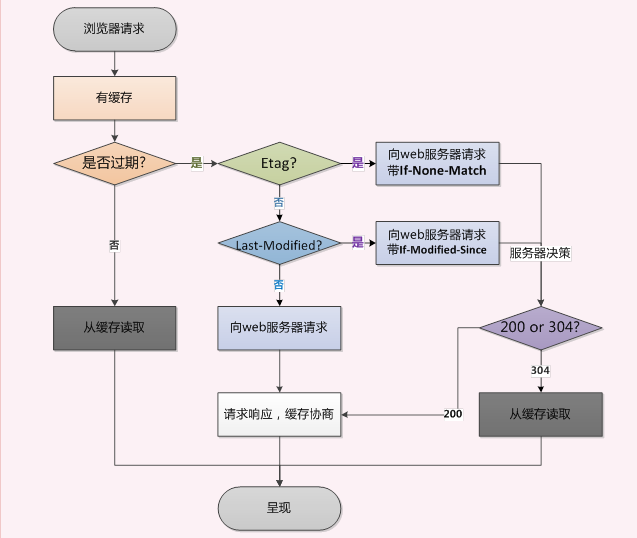 浏览器请求
有缓存
是否过期?
是
Etag?
是
向web服务器请求
带If-None-Match
否
否
Last-Modified?
是
向web服务器请求
带If-Modified-Since
服务器决策
否
从缓存读取
向web服务器请求
200 or 304?
304
请求响应，缓存协商
200
从缓存读取
呈现